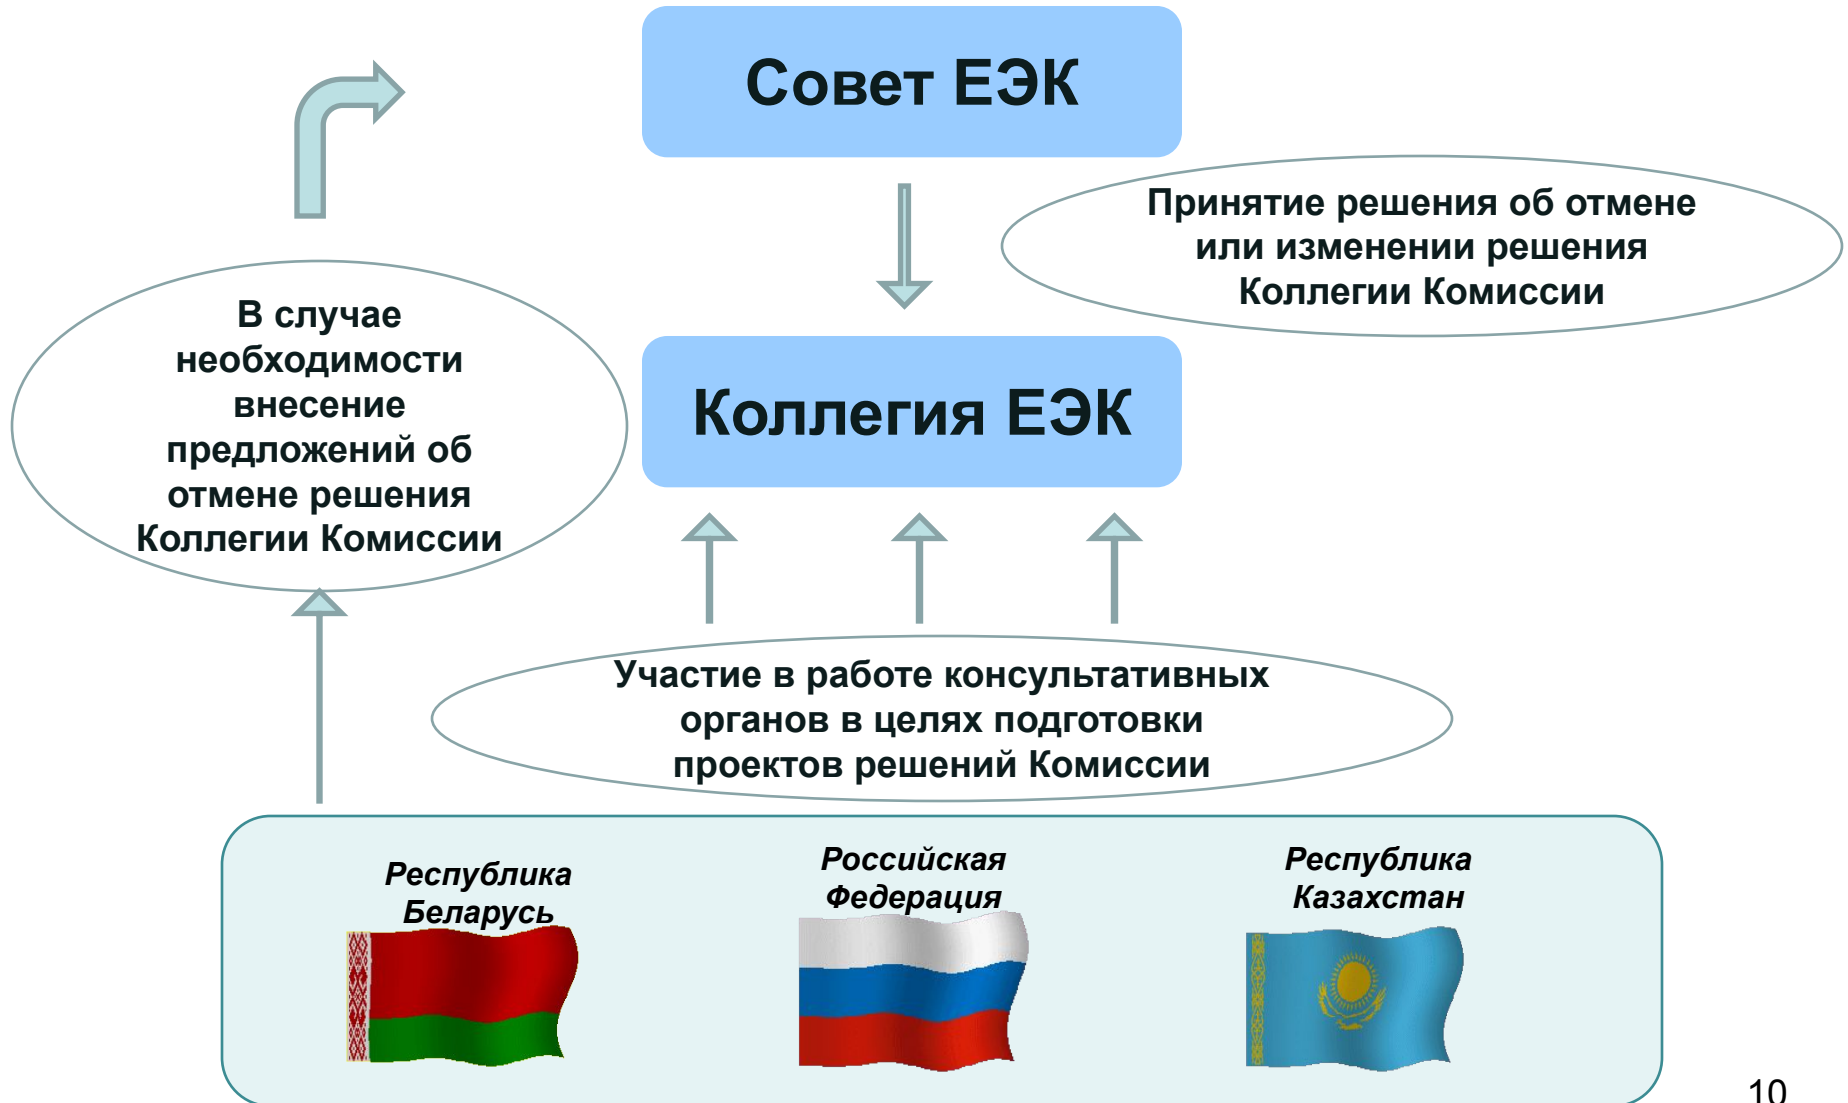 Совет ЕЭК
Принятие решения об отмене
или изменении решения
Коллегии Комиссии
В случае
необходимости
внесение
предложений об
отмене решения
Коллегии Комиссии
Коллегия ЕЭК
Участие в работе консультативных
органов в целях подготовки
проектов решений Комиссии
Республика
Беларусь
Российская
Федерация
Республика
Казахстан
10